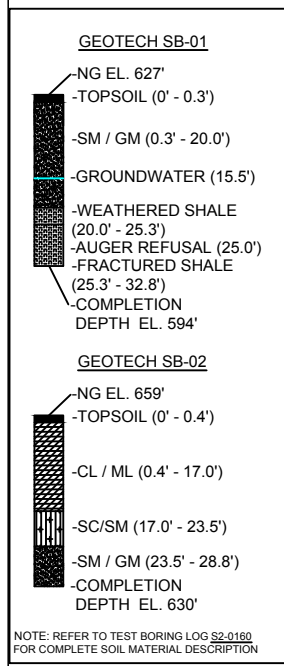 GEOTECH SB-01
-NG EL. 627'
-TOPSOIL (0' - 0.3')
-SM / GM (0.3' - 20.0')
-GROUNDWATER (15.5')
-WEATHERED SHALE
(20.0' - 25.3')
-AUGER REFUSAL (25.0')
-FRACTURED SHALE
(25.3' - 32.8')
-COMPLETION
DEPTH EL. 594'
GEOTECH SB-02
-NG EL. 659'
-TOPSOIL (0' - 0.4')
-CL / ML (0.4' - 17.0')
-SC/SM (17.0' - 23.5')
-SM / GM (23.5' - 28.8')
-COMPLETION
DEPTH EL. 630'
NOTE: REFER TO TEST BORING LOG S2-0160
FOR COMPLETE SOIL MATERIAL DESCRIPTION